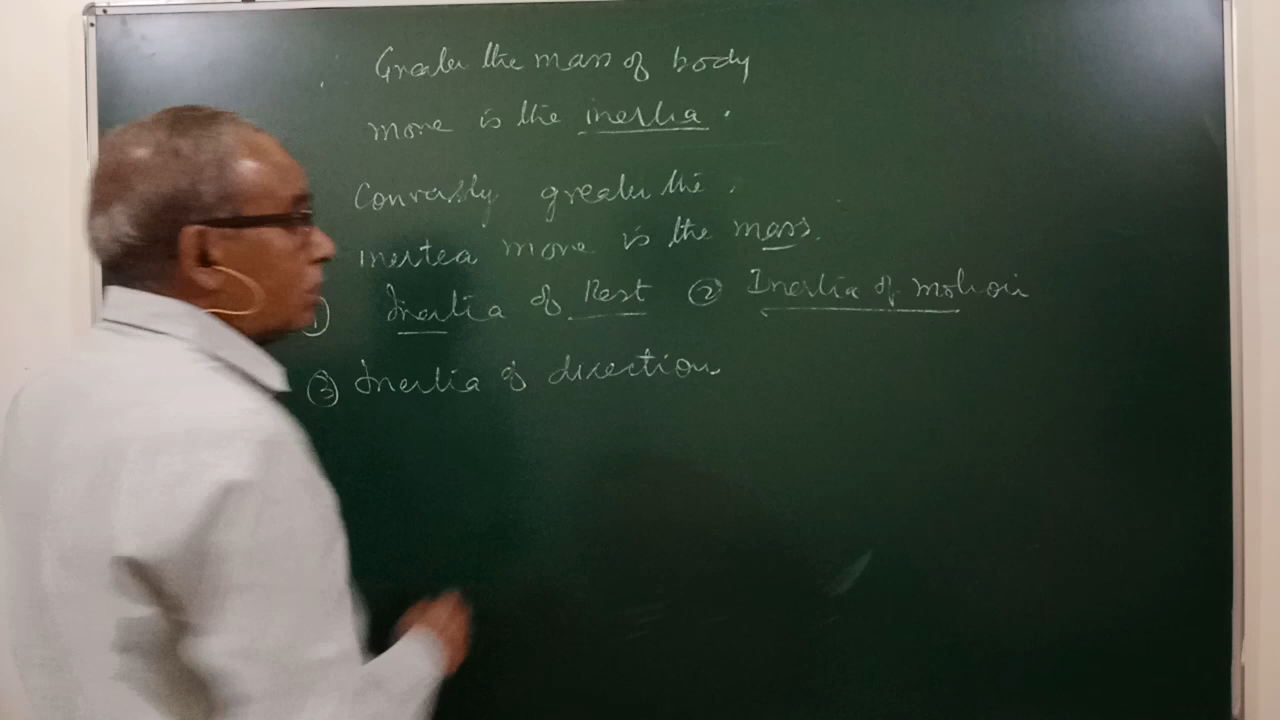 Greater the mass of body
more is the inertia.
Conversly greater the
inertea more is the mass.
1) Inertia of Rest ② Inertia of motion
③ Inertia of direction